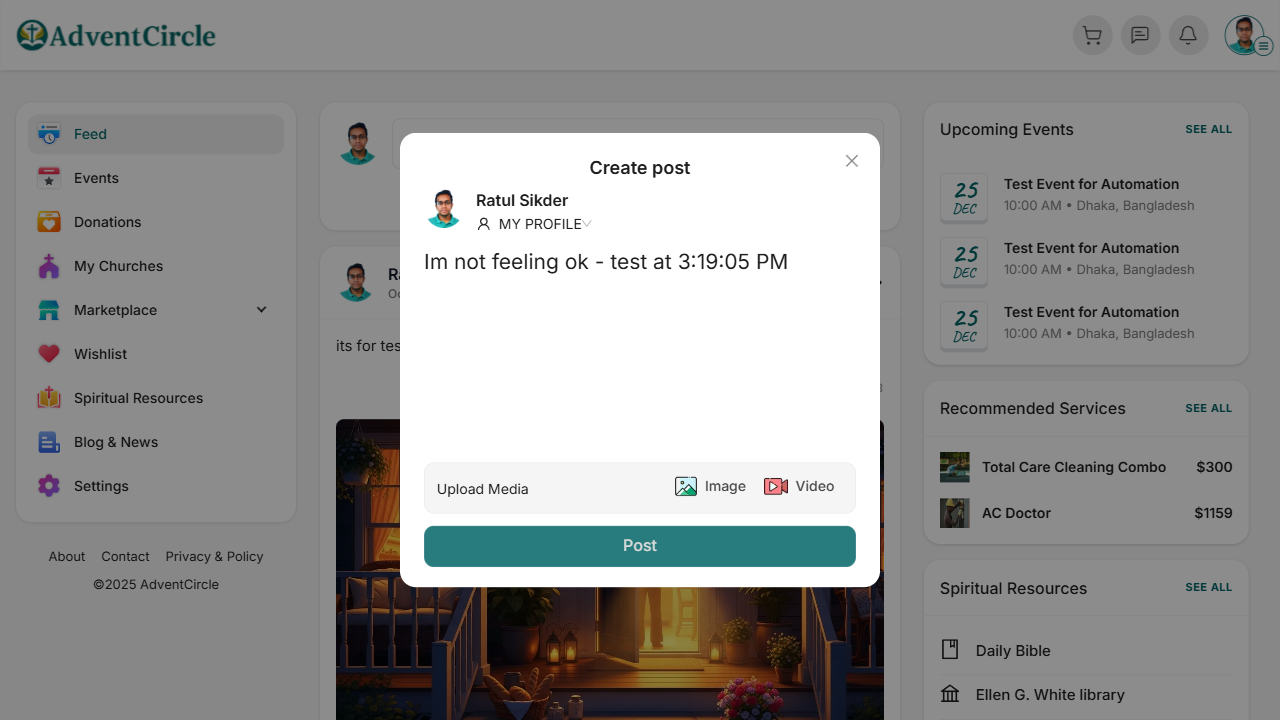 AdventCircle
Feed
Events
Donations
My Churches
Marketplace
Wishlist
Spiritual Resources
Blog & News
Settings
About Contact Privacy & Policy
©2025 AdventCircle
its for tes
Create post
Ratul Sikder
MY PROFILE
Im not feeling ok - test at 3:19:05 PM
Upload Media
Image
Video
Post
Upcoming Events
SEE ALL
25
DEC
Test Event for Automation
10:00 AM • Dhaka, Bangladesh
25
DEC
Test Event for Automation
10:00 AM • Dhaka, Bangladesh
25
DEC
Test Event for Automation
10:00 AM • Dhaka, Bangladesh
Recommended Services
SEE ALL
Total Care Cleaning Combo $300
AC Doctor $1159
Spiritual Resources
SEE ALL
Daily Bible
Ellen G. White library